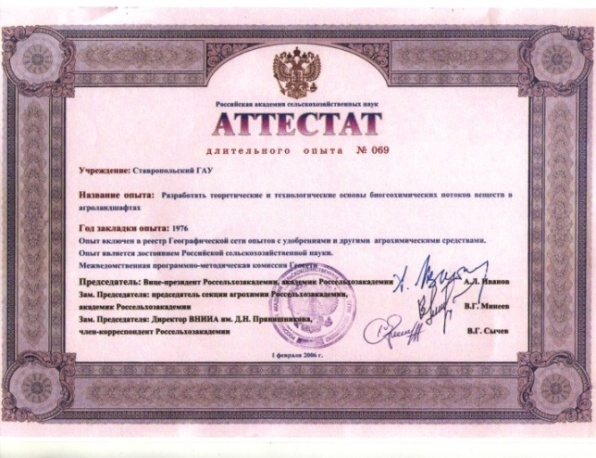 Российская академия сельскохозяйственных наук
АТТЕСТАТ
длительного опыта № 069
Учреждение: Ставропольский ГАУ
Название опыта: Разработать теоретические и технологические основы биогеохимических потоков веществ в
агроландшафтах
Год закладки опыта: 1976
Опыт включен в реестр Географической сети опытов с удобрениями и другими агрохимическими средствами.
Опыт является достоянием Российской сельскохозяйственной науки.
Межведомственная программно-методическая комиссия Геосети
Председатель: Вице-президент Россельхозакадемии, академик Россельхозакадемии А.Л. Иванов
Зам. Председателя: председатель секции агрохимии Россельхозакадемии,
академик Россельхозакадемии В.Г. Минеев
Зам. Председателя: Директор ВНИИА им. Д.Н. Прянишникова,
член-корреспондент Россельхозакадемии В.Г. Сычев
1 февраля 2006 г.